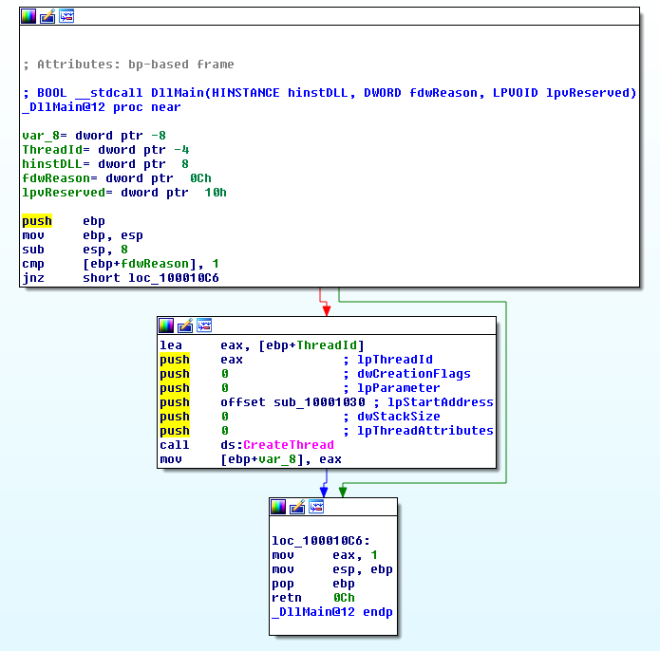 ; Attributes: bp-based frame
; BOOL __stdcall DllMain(HINSTANCE hinstDLL, DWORD fdwReason, LPVOID lpvReserved)
_DllMain@12 proc near
var_8= dword ptr -8
ThreadId= dword ptr -4
hinstDLL= dword ptr  8
fdwReason= dword ptr  0Ch
lpvReserved= dword ptr  10h
push    ebp
mov     ebp, esp
sub     esp, 8
cmp     [ebp+fdwReason], 1
jnz     short loc_100010C6
lea     eax, [ebp+ThreadId]
push    eax             ; lpThreadId
push    0               ; dwCreationFlags
push    0               ; lpParameter
push    offset sub_10001030 ; lpStartAddress
push    0               ; dwStackSize
push    0               ; lpThreadAttributes
call    ds:CreateThread
mov     [ebp+var_8], eax
loc_100010C6:
mov     eax, 1
mov     esp, ebp
pop     ebp
retn    0Ch
_DllMain@12 endp